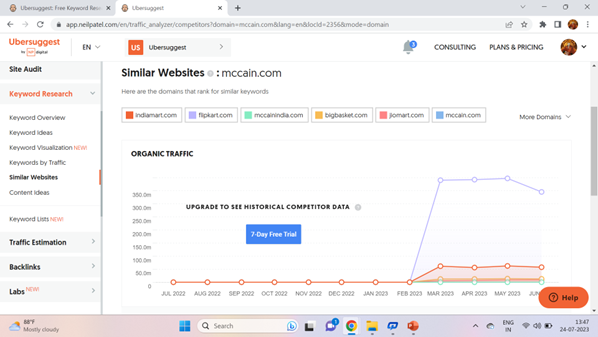 Ubersuggest: Free Keyword Rese
Ubersuggest
app.neilpatel.com/en/traffic_analyzer/competitors?domain=mccain.com&lang=en&locId=2356&mode=domain
Ubersuggest
by NP digital
EN
US Ubersuggest
CONSULTING
PLANS & PRICING
Site Audit
Keyword Research
Keyword Overview
Keyword Ideas
Keyword Visualization NEW!
Keywords by Traffic
Similar Websites
Content Ideas
Keyword Lists NEW!
Traffic Estimation
Backlinks
Labs NEW!
Similar Websites : mccain.com
Here are the domains that rank for similar keywords
indiamart.com
flipkart.com
mccainindia.com
bigbasket.com
jiomart.com
mccain.com
More Domains
ORGANIC TRAFFIC
UPGRADE TO SEE HISTORICAL COMPETITOR DATA
7-Day Free Trial
350.0m
300.0m
250.0m
200.0m
150.0m
100.0m
50.0m
0
JUL 2022 AUG 2022 SEP 2022 OCT 2022 NOV 2022 DEC 2022 JAN 2023 FEB 2023 MAR 2023 APR 2023 MAY 2023 JUN
Help
88°F
Mostly cloudy
Search
ENG
IN
13:47
24-07-2023